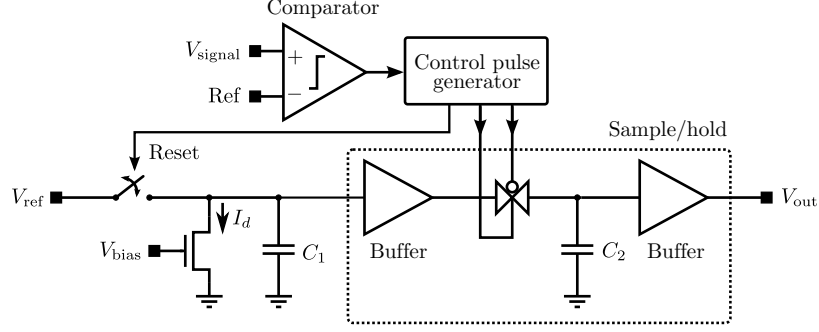 Comparator
V_signal
+
Ref
−
Control pulse
generator
Sample/hold
Reset
V_ref
I_d
V_bias
C_1
Buffer
C_2
Buffer
V_out